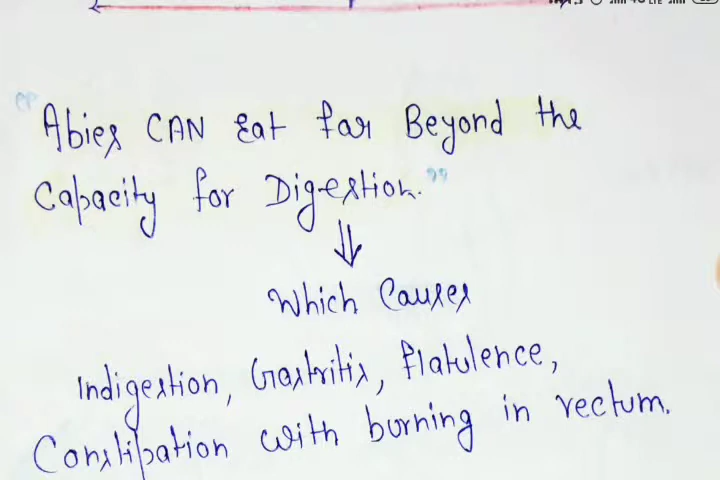 "Abies CAN Eat far Beyond the
Capacity for Digestion."
⇓
Which Causes
Indigestion, Gastritis, flatulence,
Constipation with burning in rectum.